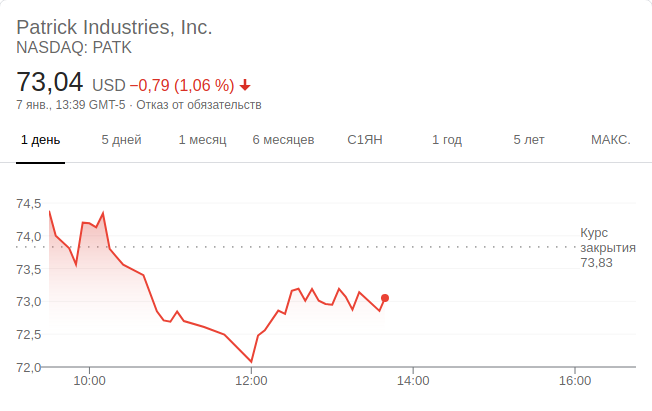 Patrick Industries, Inc.
NASDAQ: PATK
73,04 USD −0,79 (1,06 %)
7 янв., 13:39 GMT-5 · Отказ от обязательств
1 день 5 дней 1 месяц 6 месяцев С1ЯН 1 год 5 лет МАКС.
74,5
74,0
73,5
73,0
72,5
72,0
Курс
закрытия
73,83
10:00 12:00 14:00 16:00